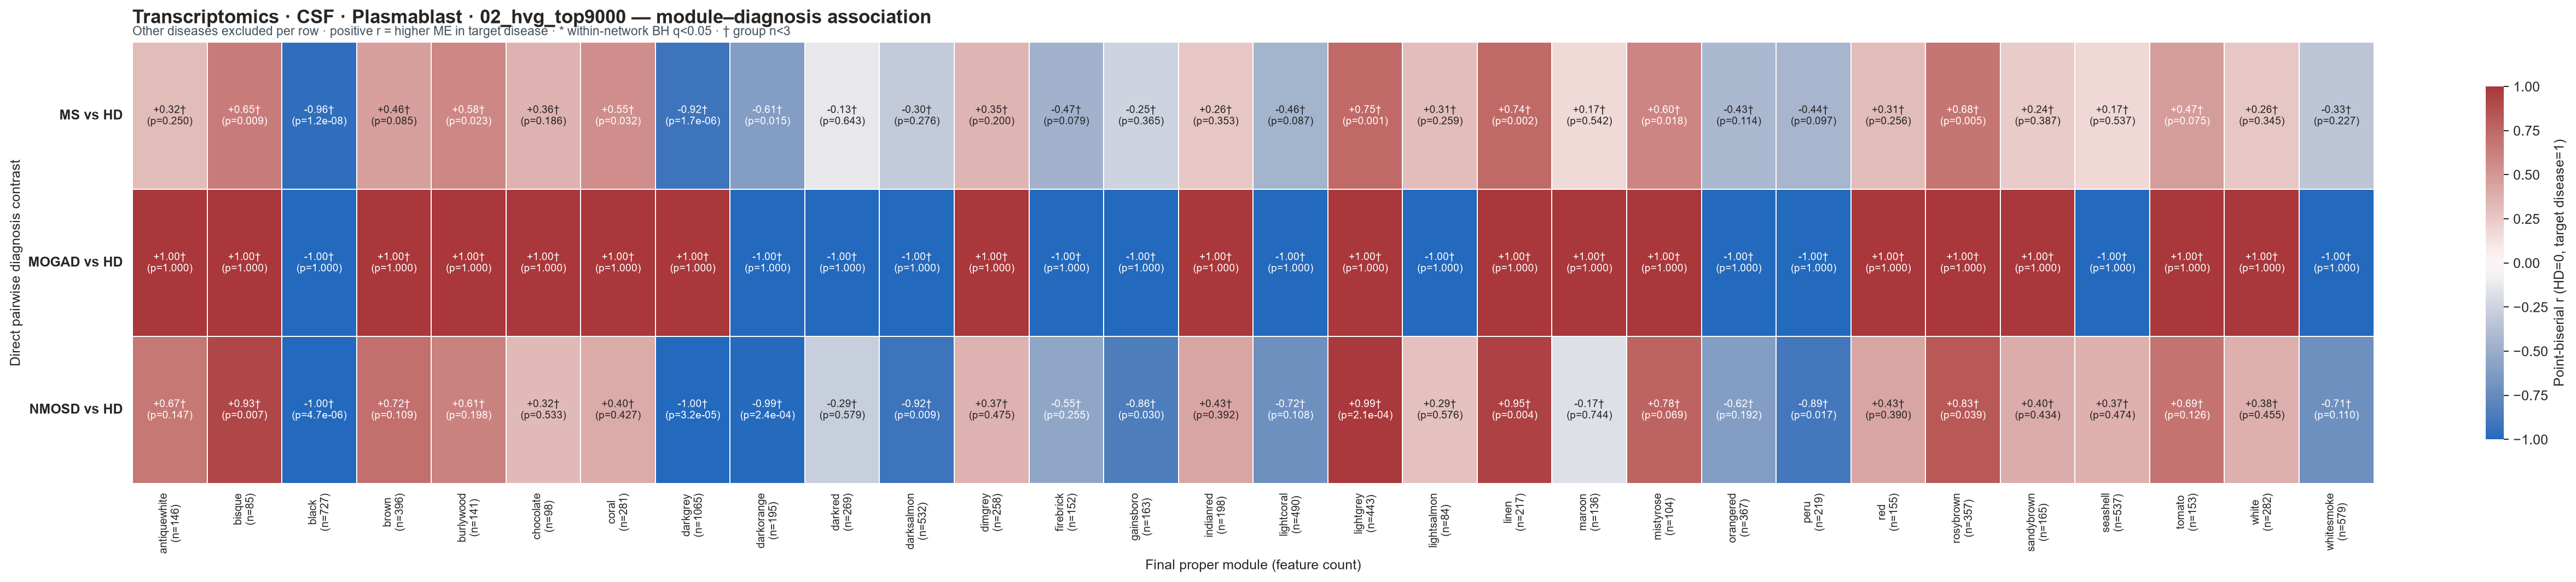 Transcriptomics · CSF · Plasmablast · 02_hvg_top9000 — module–diagnosis association
Other diseases excluded per row · positive r = higher ME in target disease · * within-network BH q<0.05 · † group n<3
Direct pairwise diagnosis contrast
MS vs HD
+0.32† (p=0.250)
+0.65† (p=0.009)
-0.96† (p=1.2e-08)
+0.46† (p=0.085)
+0.58† (p=0.023)
+0.36† (p=0.186)
+0.55† (p=0.032)
-0.92† (p=1.7e-06)
-0.61† (p=0.015)
-0.13† (p=0.643)
-0.30† (p=0.276)
+0.35† (p=0.200)
-0.47† (p=0.079)
-0.25† (p=0.365)
+0.26† (p=0.353)
-0.46† (p=0.087)
+0.75† (p=0.001)
+0.31† (p=0.259)
+0.74† (p=0.002)
+0.17† (p=0.542)
+0.60† (p=0.018)
-0.43† (p=0.114)
-0.44† (p=0.097)
+0.31† (p=0.256)
+0.68† (p=0.005)
+0.24† (p=0.387)
+0.17† (p=0.537)
+0.47† (p=0.075)
+0.26† (p=0.345)
-0.33† (p=0.227)
MOGAD vs HD
+1.00† (p=1.000)
+1.00† (p=1.000)
-1.00† (p=1.000)
+1.00† (p=1.000)
+1.00† (p=1.000)
+1.00† (p=1.000)
+1.00† (p=1.000)
+1.00† (p=1.000)
-1.00† (p=1.000)
-1.00† (p=1.000)
-1.00† (p=1.000)
+1.00† (p=1.000)
-1.00† (p=1.000)
-1.00† (p=1.000)
+1.00† (p=1.000)
-1.00† (p=1.000)
+1.00† (p=1.000)
-1.00† (p=1.000)
+1.00† (p=1.000)
+1.00† (p=1.000)
+1.00† (p=1.000)
-1.00† (p=1.000)
-1.00† (p=1.000)
+1.00† (p=1.000)
+1.00† (p=1.000)
+1.00† (p=1.000)
-1.00† (p=1.000)
+1.00† (p=1.000)
+1.00† (p=1.000)
-1.00† (p=1.000)
NMOSD vs HD
+0.67† (p=0.147)
+0.93† (p=0.007)
-1.00† (p=4.7e-06)
+0.72† (p=0.109)
+0.61† (p=0.198)
+0.32† (p=0.533)
+0.40† (p=0.427)
-1.00† (p=3.2e-05)
-0.99† (p=2.4e-04)
-0.29† (p=0.579)
-0.92† (p=0.009)
+0.37† (p=0.475)
-0.55† (p=0.255)
-0.86† (p=0.030)
+0.43† (p=0.392)
-0.72† (p=0.108)
+0.99† (p=2.1e-04)
+0.29† (p=0.576)
+0.95† (p=0.004)
-0.17† (p=0.744)
+0.78† (p=0.069)
-0.62† (p=0.192)
-0.89† (p=0.017)
+0.43† (p=0.390)
+0.83† (p=0.039)
+0.40† (p=0.434)
+0.37† (p=0.474)
+0.69† (p=0.126)
+0.38† (p=0.455)
-0.71† (p=0.110)
antiquewhite (n=146)
bisque (n=85)
black (n=727)
brown (n=396)
burlywood (n=141)
chocolate (n=98)
coral (n=281)
darkgrey (n=1065)
darkorange (n=195)
darkred (n=269)
darksalmon (n=532)
dimgrey (n=258)
firebrick (n=152)
gainsboro (n=163)
indianred (n=198)
lightcoral (n=490)
lightgrey (n=443)
lightsalmon (n=84)
linen (n=217)
maroon (n=136)
mistyrose (n=104)
orangered (n=367)
peru (n=219)
red (n=155)
rosybrown (n=357)
sandybrown (n=165)
seashell (n=537)
tomato (n=153)
white (n=282)
whitesmoke (n=579)
Final proper module (feature count)
1.00
0.75
0.50
0.25
0.00
−0.25
−0.50
−0.75
−1.00
Point-biserial r (HD=0, target disease=1)